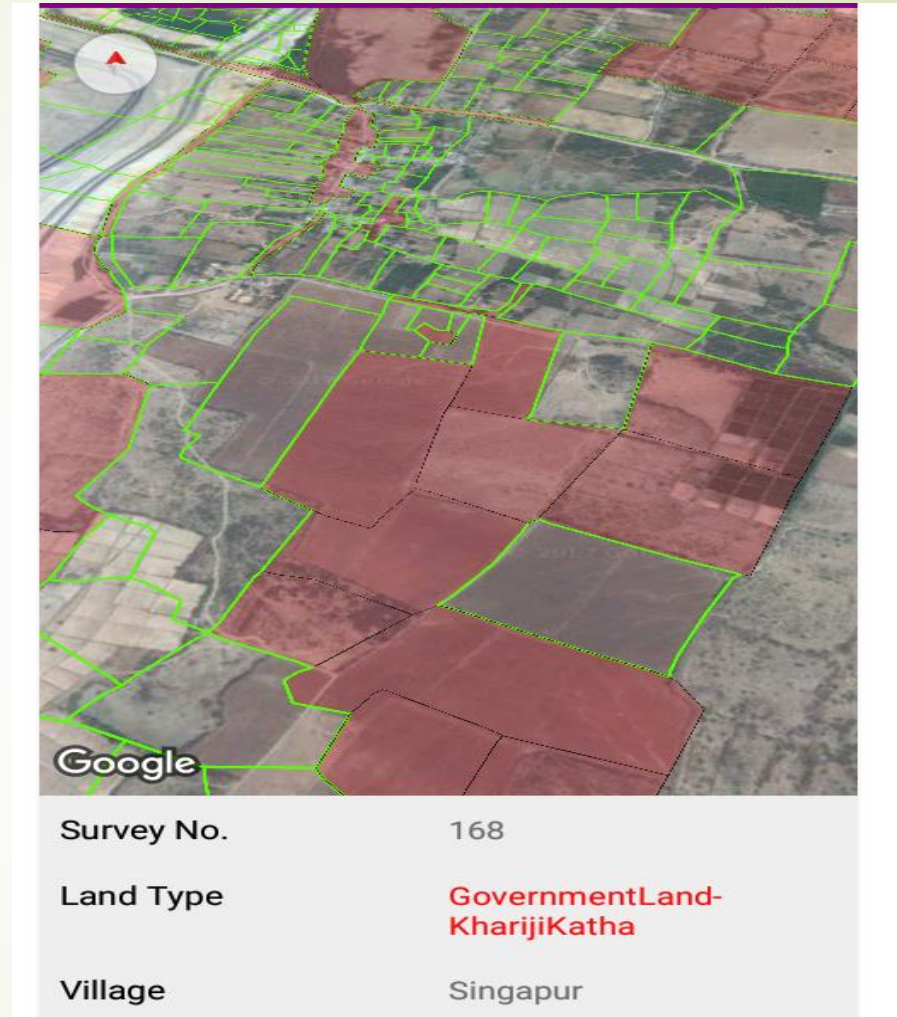 Google
Survey No. 168
Land Type GovernmentLand-
KharijiKatha
Village Singapur